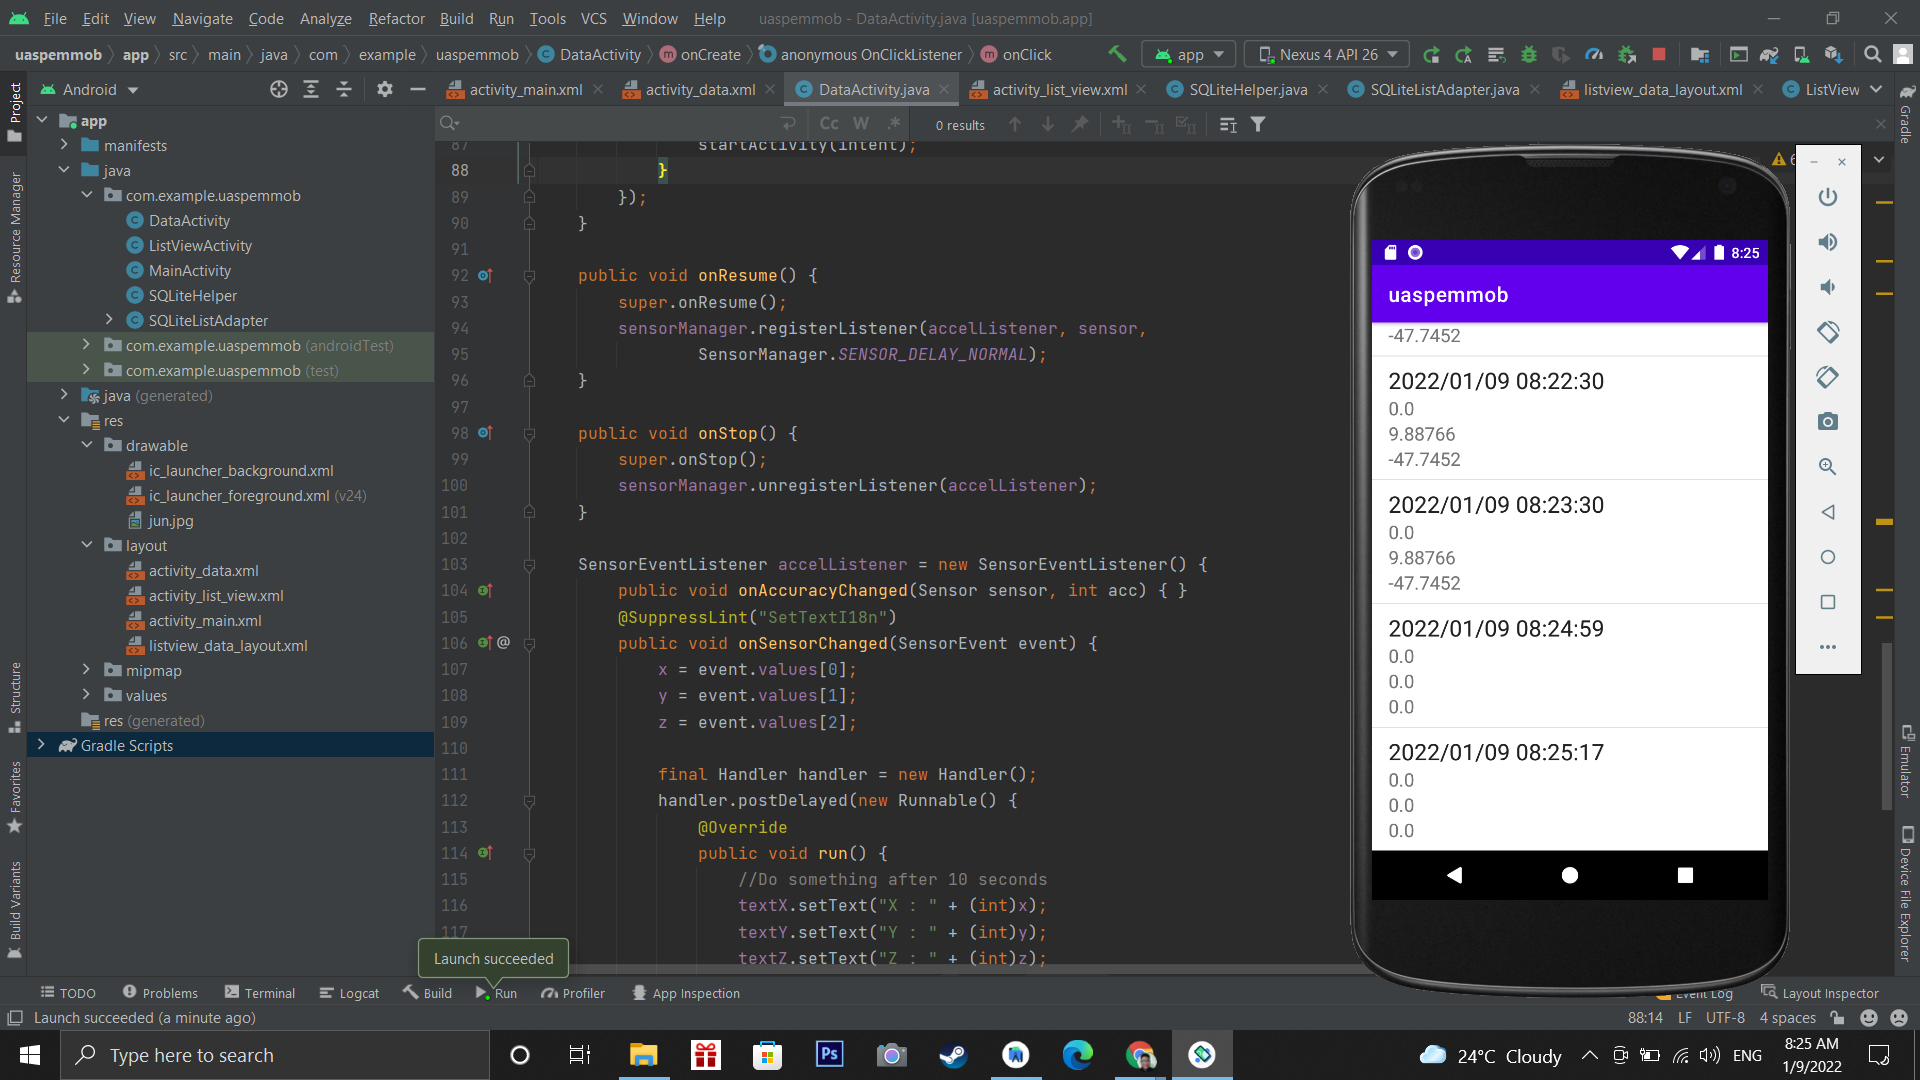 File Edit View Navigate Code Analyze Refactor Build Run Tools VCS Window Help uaspemmob - DataActivity.java [uaspemmob.app]
uaspemmob app src main java com example uaspemmob DataActivity onCreate anonymous OnClickListener onClick app Nexus 4 API 26
Android activity_main.xml activity_data.xml DataActivity.java activity_list_view.xml SQLiteHelper.java SQLiteListAdapter.java listview_data_layout.xml ListView
Cc W .* 0 results
Project
Resource Manager
Structure
Favorites
Build Variants
app
manifests
java
com.example.uaspemmob
DataActivity
ListViewActivity
MainActivity
SQLiteHelper
SQLiteListAdapter
com.example.uaspemmob (androidTest)
com.example.uaspemmob (test)
java (generated)
res
drawable
ic_launcher_background.xml
ic_launcher_foreground.xml (v24)
jun.jpg
layout
activity_data.xml
activity_list_view.xml
activity_main.xml
listview_data_layout.xml
mipmap
values
res (generated)
Gradle Scripts
87 startActivity(intent);
88 }
89 });
90 }
91
92 public void onResume() {
93 super.onResume();
94 sensorManager.registerListener(accelListener, sensor,
95 SensorManager.SENSOR_DELAY_NORMAL);
96 }
97
98 public void onStop() {
99 super.onStop();
100 sensorManager.unregisterListener(accelListener);
101 }
102
103 SensorEventListener accelListener = new SensorEventListener() {
104 public void onAccuracyChanged(Sensor sensor, int acc) { }
105 @SuppressLint("SetTextI18n")
106 @ public void onSensorChanged(SensorEvent event) {
107 x = event.values[0];
108 y = event.values[1];
109 z = event.values[2];
110
111 final Handler handler = new Handler();
112 handler.postDelayed(new Runnable() {
113 @Override
114 public void run() {
115 //Do something after 10 seconds
116 textX.setText("X : " + (int)x);
117 textY.setText("Y : " + (int)y);
textZ.setText("Z : " + (int)z);
Launch succeeded
8:25
uaspemmob
-47.7452
2022/01/09 08:22:30
0.0
9.88766
-47.7452
2022/01/09 08:23:30
0.0
9.88766
-47.7452
2022/01/09 08:24:59
0.0
0.0
0.0
2022/01/09 08:25:17
0.0
0.0
0.0
6
Gradle
Emulator
Device File Explorer
TODO Problems Terminal Logcat Build Run Profiler App Inspection Event Log Layout Inspector
Launch succeeded (a minute ago) 88:14 LF UTF-8 4 spaces
Type here to search Ps 24°C Cloudy ENG 8:25 AM
1/9/2022